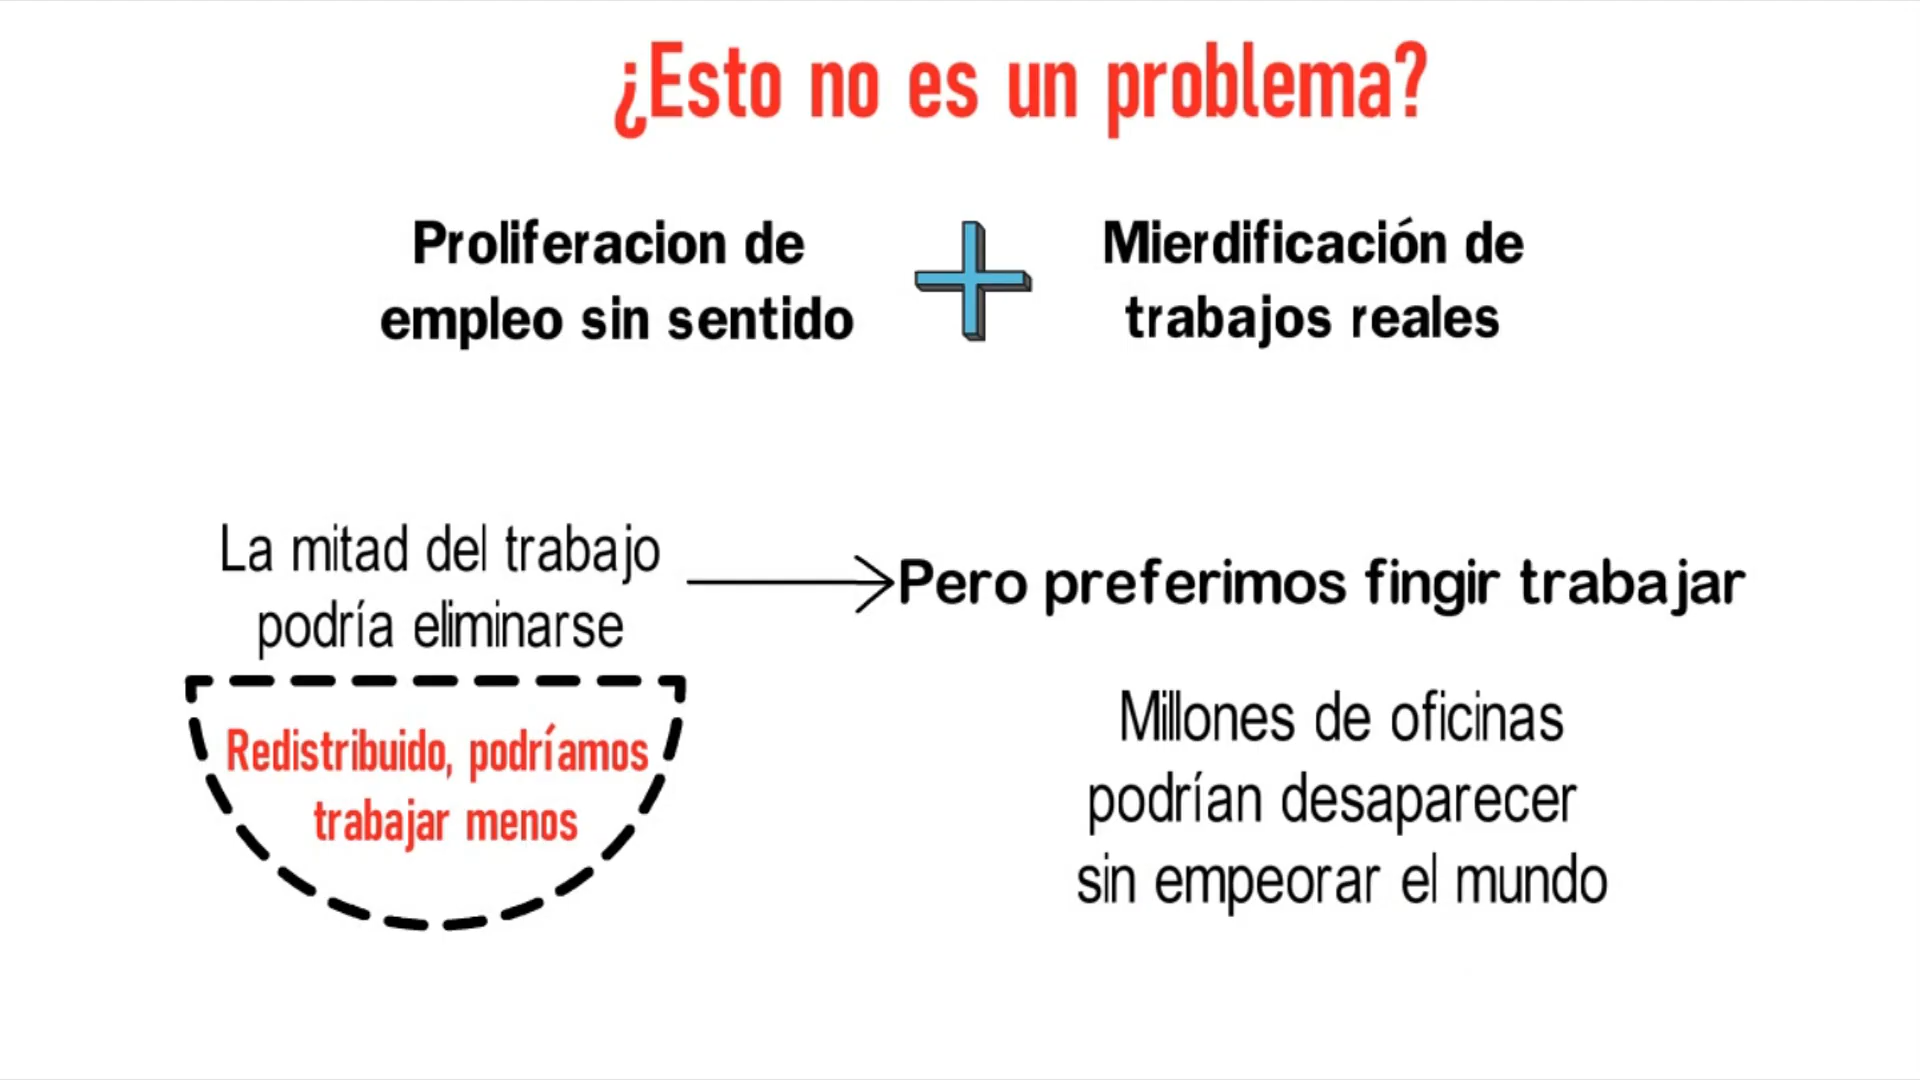 ¿Esto no es un problema?
Proliferacion de
empleo sin sentido
Mierdificación de
trabajos reales
La mitad del trabajo
podría eliminarse
Redistribuido, podríamos
trabajar menos
Pero preferimos fingir trabajar
Millones de oficinas
podrían desaparecer
sin empeorar el mundo